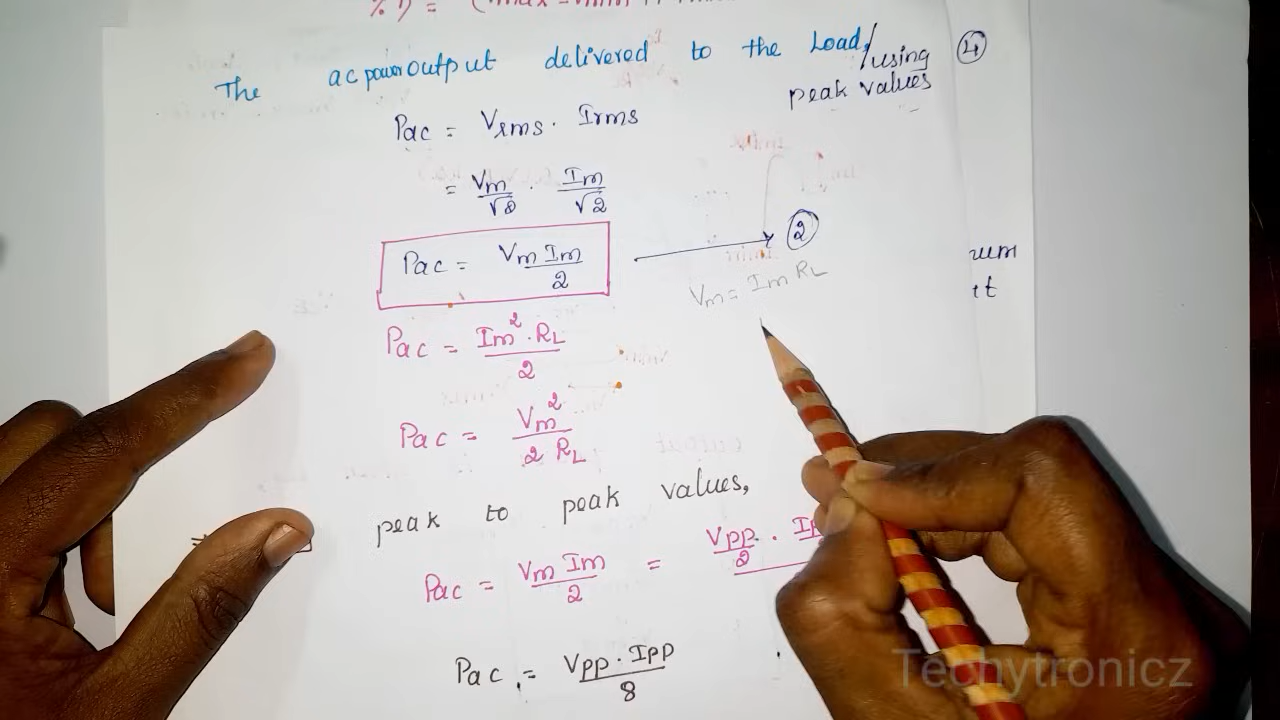 The ac power output delivered to the Load/using ④
peak values
Pac = Vrms . Irms
= Vm/√2 . Im/√2
Pac = Vm Im/2 ②
Vm = Im RL
Pac = Im² . RL/2
Pac = Vm²/2 RL
peak to peak values,
Pac = Vm Im/2 = Vpp/2 .
Pac = Vpp . Ipp/8
Techytronicz